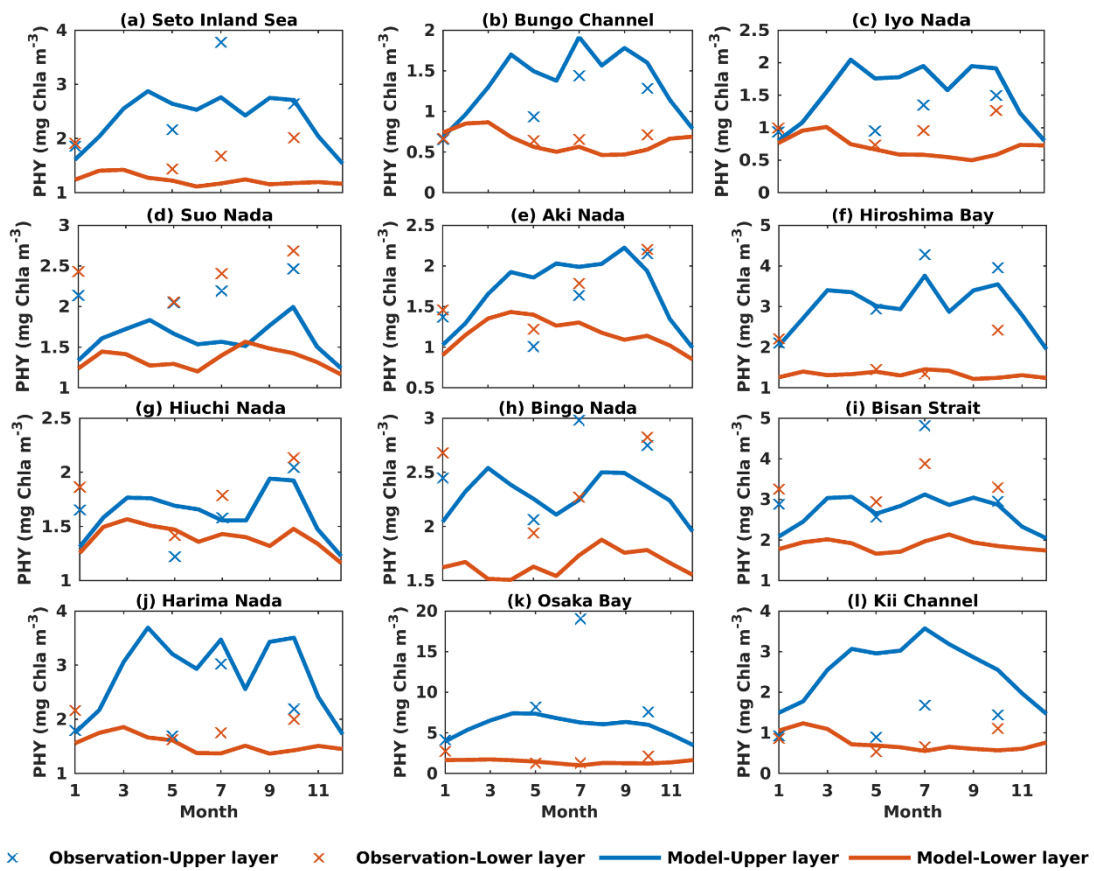 (a) Seto Inland Sea
(b) Bungo Channel
(c) Iyo Nada
PHY (mg Chla m-3)
4
3
2
1
PHY (mg Chla m-3)
2
1.5
1
0.5
0
PHY (mg Chla m-3)
2.5
2
1.5
1
0.5
0
(d) Suo Nada
(e) Aki Nada
(f) Hiroshima Bay
PHY (mg Chla m-3)
3
2.5
2
1.5
1
PHY (mg Chla m-3)
2.5
2
1.5
1
0.5
PHY (mg Chla m-3)
5
4
3
2
1
(g) Hiuchi Nada
(h) Bingo Nada
(i) Bisan Strait
PHY (mg Chla m-3)
2.5
2
1.5
1
PHY (mg Chla m-3)
3
2.5
2
1.5
PHY (mg Chla m-3)
5
4
3
2
1
0
(j) Harima Nada
(k) Osaka Bay
(l) Kii Channel
PHY (mg Chla m-3)
4
3
2
1
PHY (mg Chla m-3)
20
15
10
5
0
PHY (mg Chla m-3)
4
3
2
1
0
1 3 5 7 9 11
1 3 5 7 9 11
1 3 5 7 9 11
Month
Month
Month
Observation-Upper layer
Observation-Lower layer
Model-Upper layer
Model-Lower layer